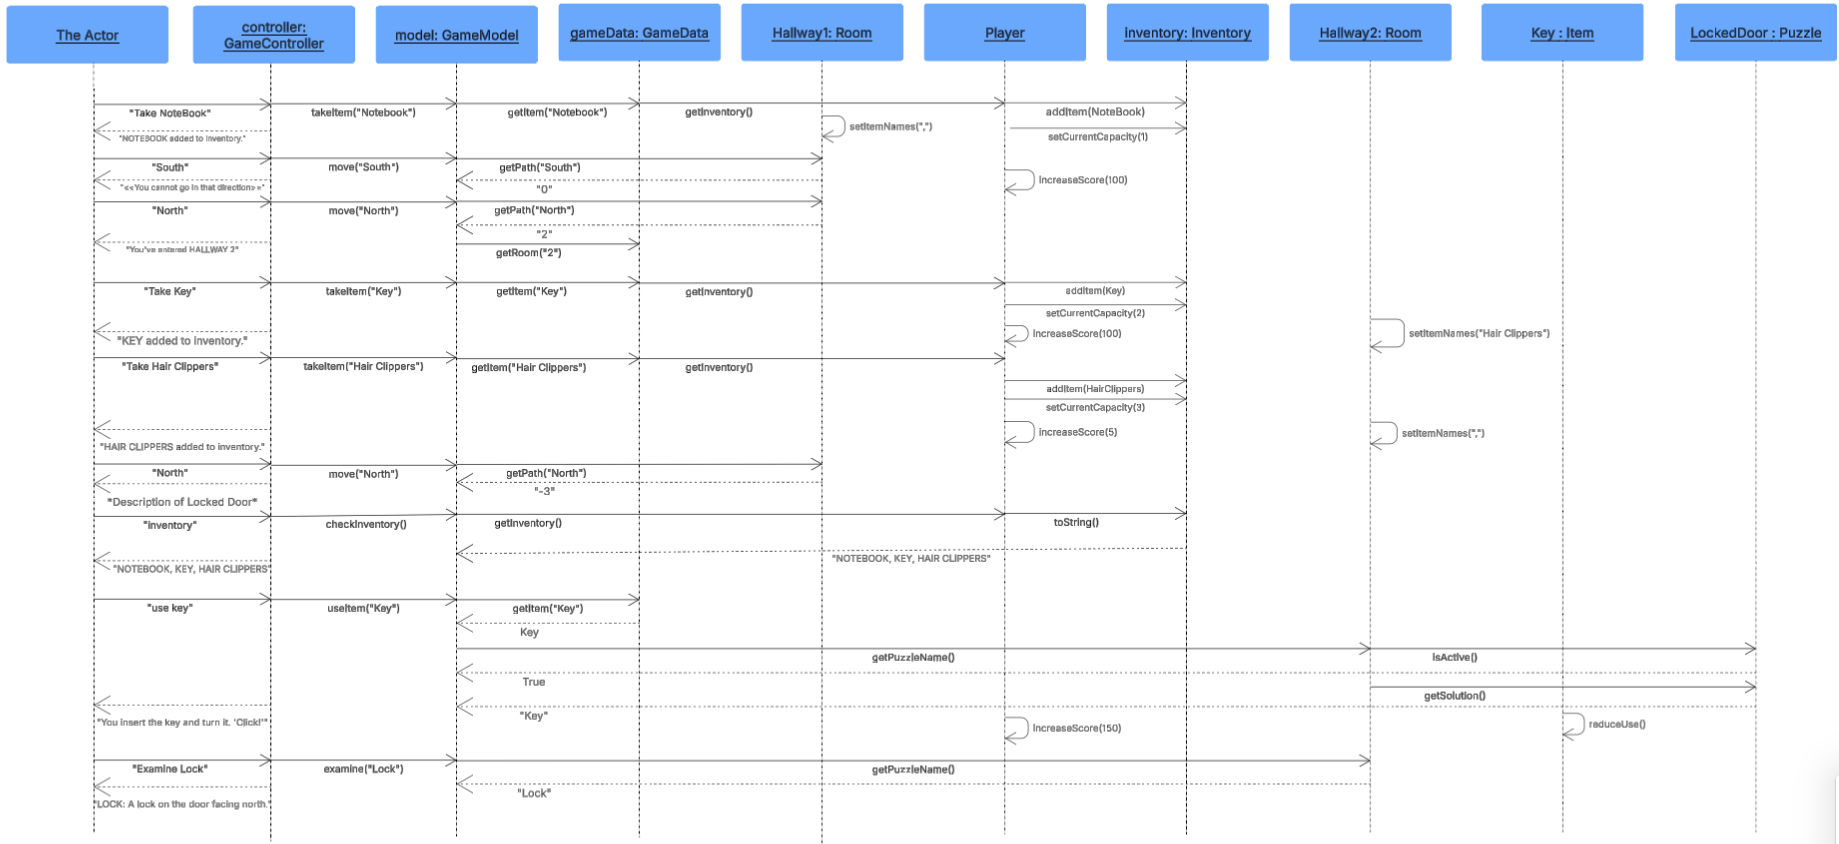 The Actor
controller:
GameController
model: GameModel
gameData: GameData
Hallway1: Room
Player
Inventory: Inventory
Hallway2: Room
Key : Item
LockedDoor : Puzzle
"Take NoteBook"
takeItem("Notebook")
getItem("Notebook")
getInventory()
addItem(NoteBook)
"NOTEBOOK added to inventory."
setItemNames(",")
setCurrentCapacity(1)
"South"
move("South")
getPath("South")
"<<You cannot go in that direction>>"
"0"
increaseScore(100)
"North"
move("North")
getPath("North")
"2"
"You've entered HALLWAY 2"
getRoom("2")
"Take Key"
takeItem("Key")
getItem("Key")
getInventory()
addItem(Key)
setCurrentCapacity(2)
"KEY added to inventory."
increaseScore(100)
setItemNames("Hair Clippers")
"Take Hair Clippers"
takeItem("Hair Clippers")
getItem("Hair Clippers")
getInventory()
addItem(HairClippers)
setCurrentCapacity(3)
"HAIR CLIPPERS added to inventory."
increaseScore(5)
setItemNames(",")
"North"
move("North")
getPath("North")
"-3"
*Description of Locked Door*
"inventory"
checkInventory()
getInventory()
toString()
"NOTEBOOK, KEY, HAIR CLIPPERS"
"NOTEBOOK, KEY, HAIR CLIPPERS"
"use key"
useItem("Key")
getItem("Key")
Key
getPuzzleName()
isActive()
True
getSolution()
"You insert the key and turn it. 'Click!'"
"Key"
increaseScore(150)
reduceUse()
"Examine Lock"
examine("Lock")
getPuzzleName()
"Lock"
"LOCK: A lock on the door facing north."